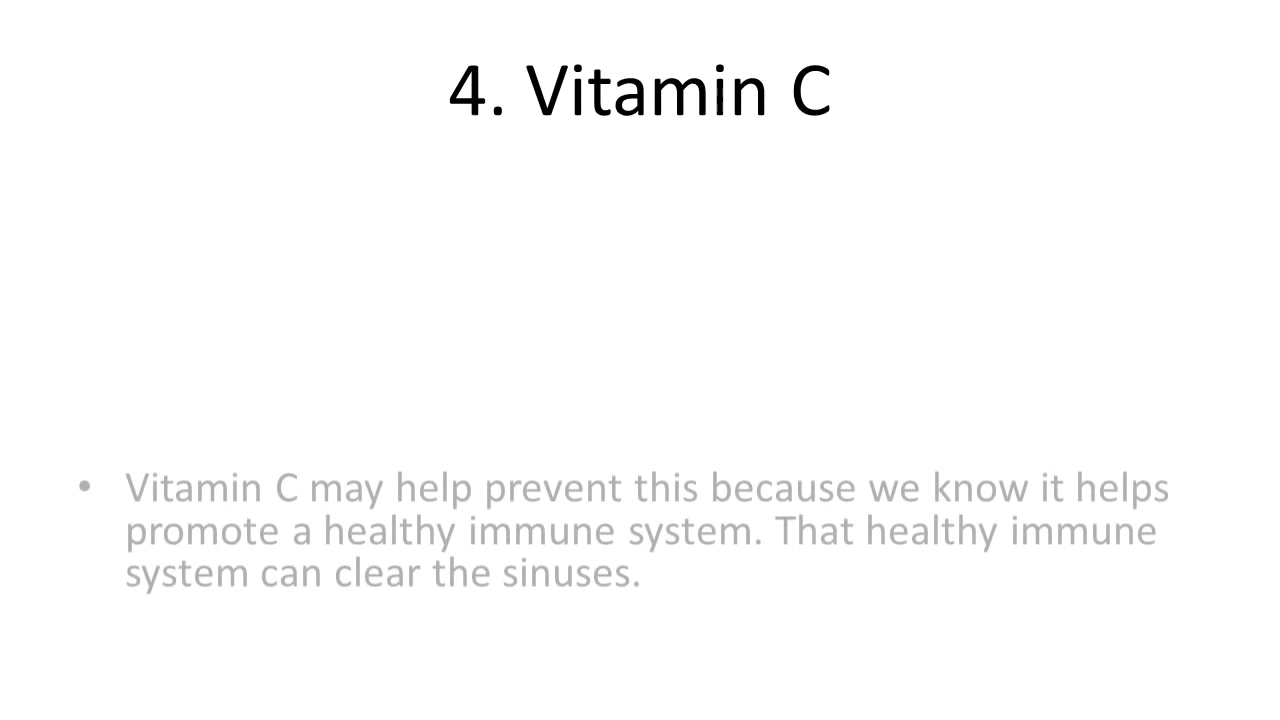 4. Vitamin C
• Vitamin C may help prevent this because we know it helps
promote a healthy immune system. That healthy immune
system can clear the sinuses.